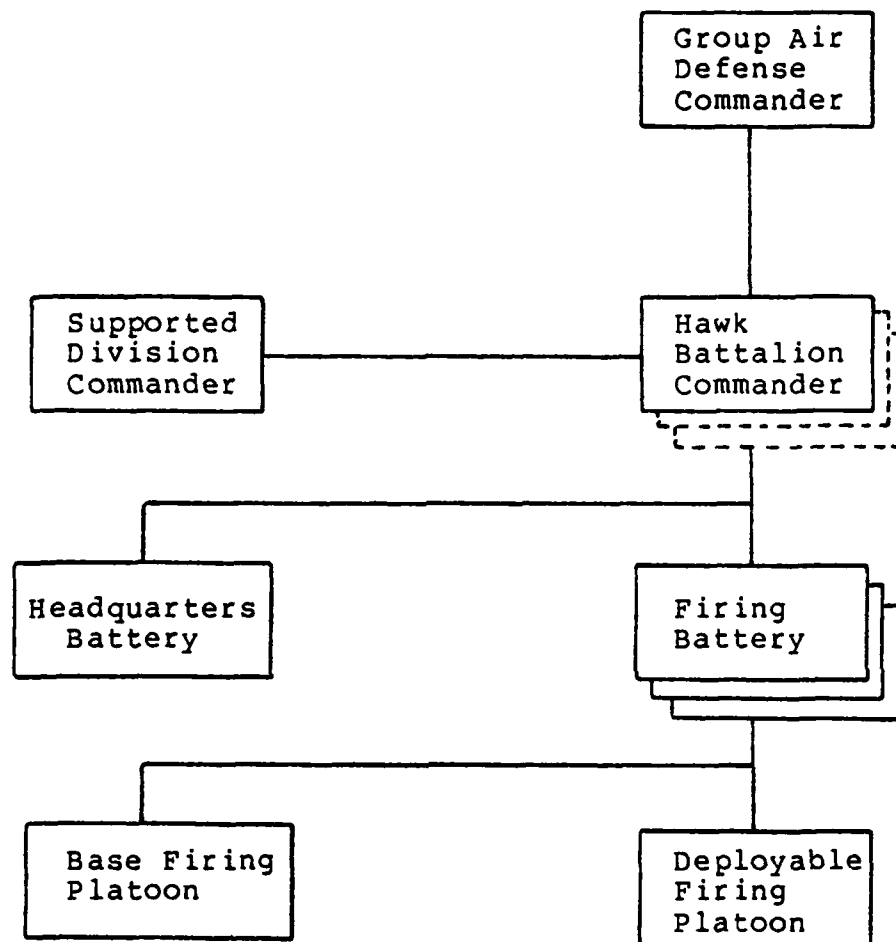 Group Air
Defense
Commander
Supported
Division
Commander
Hawk
Battalion
Commander
Headquarters
Battery
Firing
Battery
Base Firing
Platoon
Deployable
Firing
Platoon